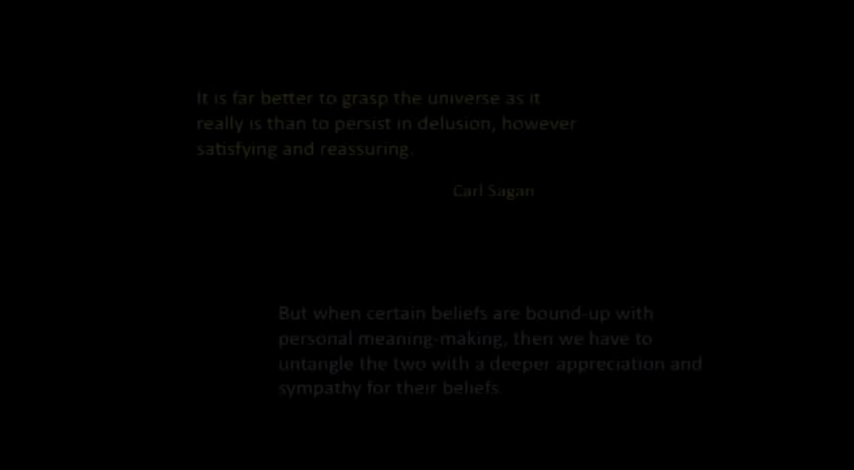 It is far better to grasp the universe as it
really is than to persist in delusion, however
satisfying and reassuring.
Carl Sagan
But when certain beliefs are bound-up with
personal meaning-making, then we have to
untangle the two with a deeper appreciation and
sympathy for their beliefs